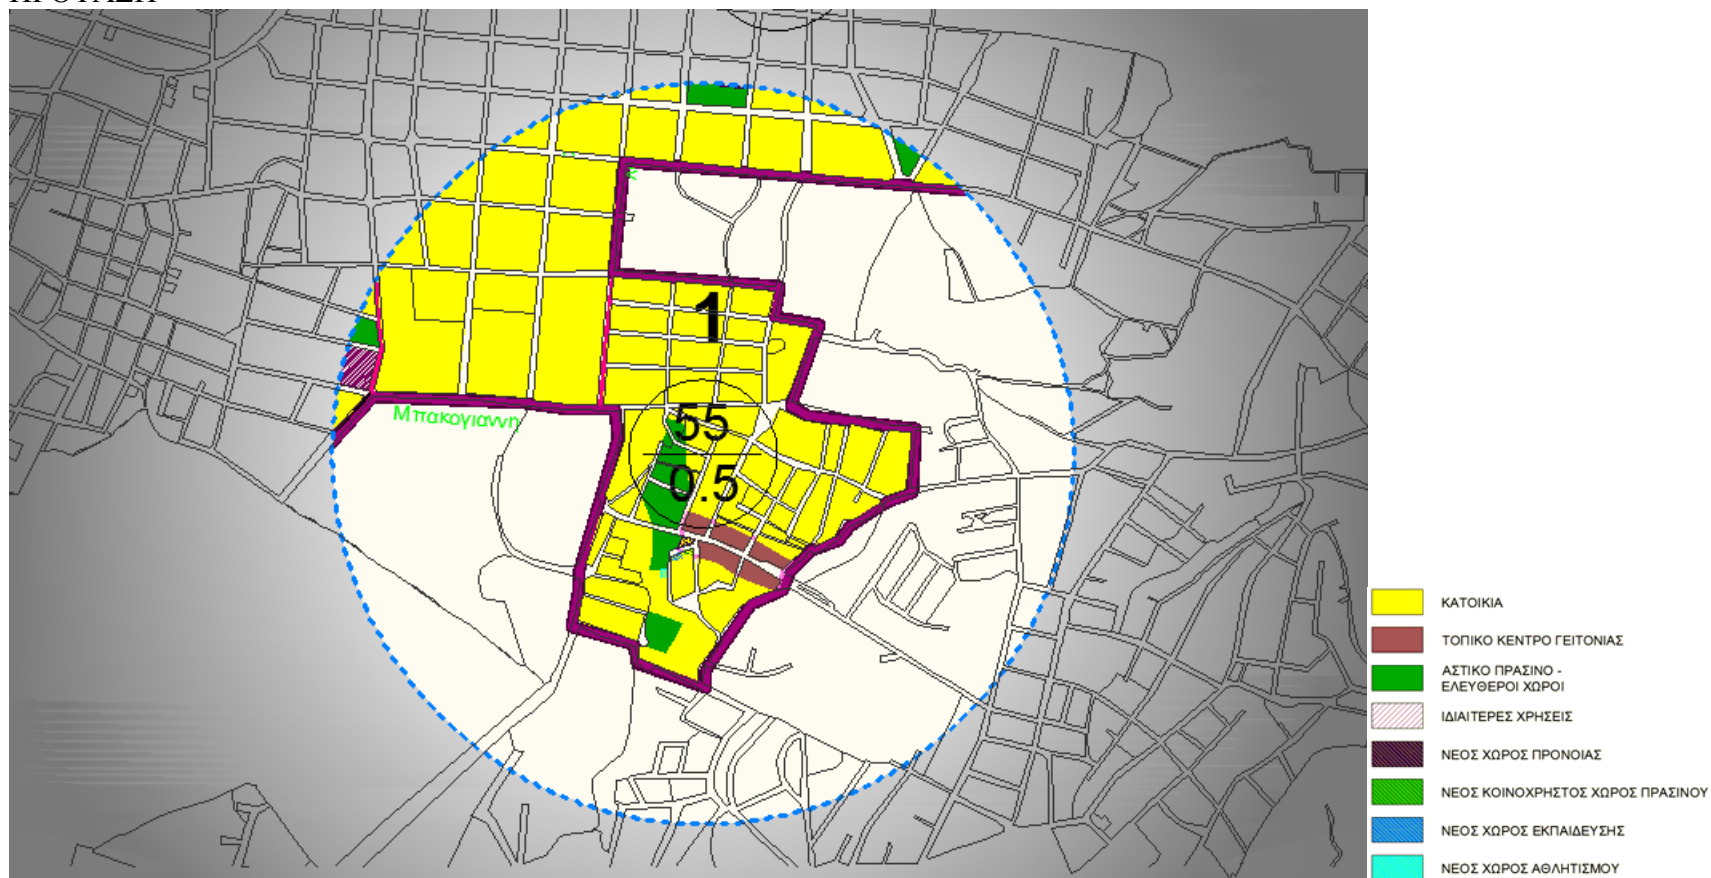 ΠΡΟΤΑΣΗ
1
Μπακογιαννη
55
0.5
ΚΑΤΟΙΚΙΑ
ΤΟΠΙΚΟ ΚΕΝΤΡΟ ΓΕΙΤΟΝΙΑΣ
ΑΣΤΙΚΟ ΠΡΑΣΙΝΟ -
ΕΛΕΥΘΕΡΟΙ ΧΩΡΟΙ
ΙΔΙΑΙΤΕΡΕΣ ΧΡΗΣΕΙΣ
ΝΕΟΣ ΧΩΡΟΣ ΠΡΟΝΟΙΑΣ
ΝΕΟΣ ΚΟΙΝΟΧΡΗΣΤΟΣ ΧΩΡΟΣ ΠΡΑΣΙΝΟΥ
ΝΕΟΣ ΧΩΡΟΣ ΕΚΠΑΙΔΕΥΣΗΣ
ΝΕΟΣ ΧΩΡΟΣ ΑΘΛΗΤΙΣΜΟΥ